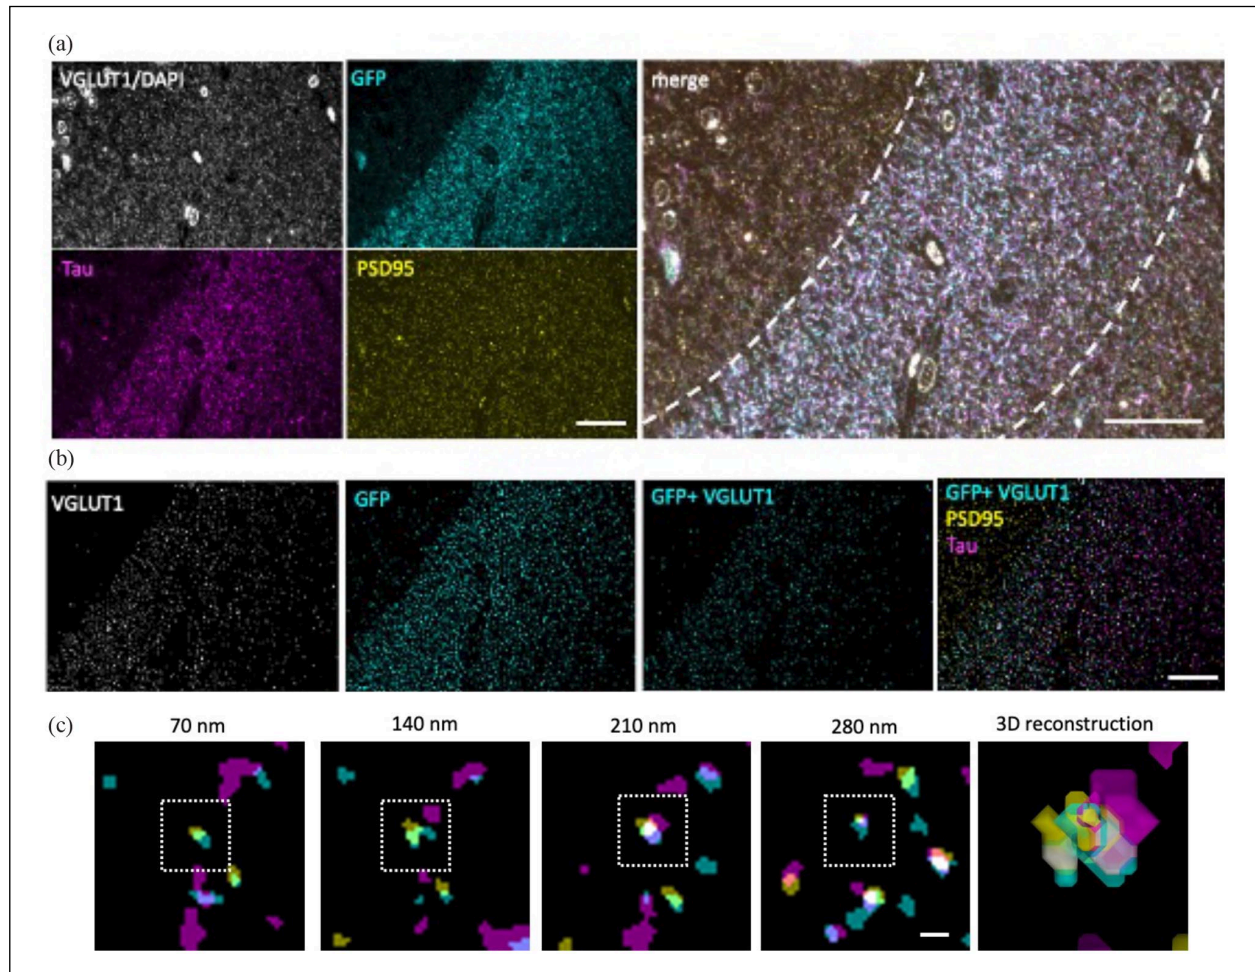 (a)
VGLUT1/DAPI
GFP
merge
Tau
PSD95
(b)
VGLUT1
GFP
GFP+ VGLUT1
GFP+ VGLUT1
PSD95
Tau
(c)
70 nm
140 nm
210 nm
280 nm
3D reconstruction